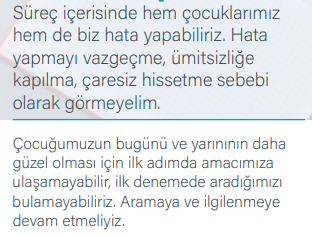 Süreç içerisinde hem çocuklarımız
hem de biz hata yapabiliriz. Hata
yapmayı vazgeçme, ümitsizliğe
kapılma, çaresiz hissetme sebebi
olarak görmeyelim.
Çocuğumuzun bugünü ve yarınının daha
güzel olması için ilk adımda amacımıza
ulaşamayabilir, ilk denemede aradığımızı
bulamayabiliriz. Aramaya ve ilgilenmeye
devam etmeliyiz.